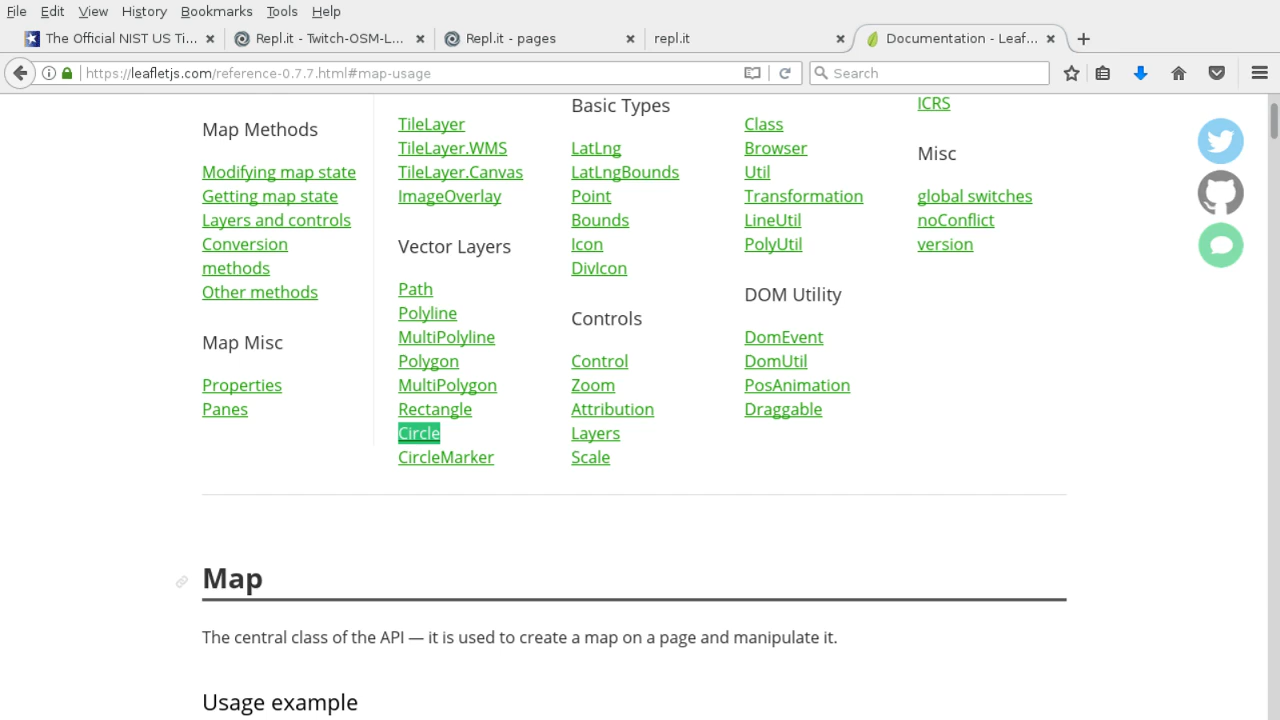 File Edit View History Bookmarks Tools Help
The Official NIST US Ti...
Repl.it - Twitch-OSM-L...
Repl.it - pages
repl.it
Documentation - Leaf...
https://leafletjs.com/reference-0.7.7.html#map-usage
Search
Map Methods
Modifying map state
Getting map state
Layers and controls
Conversion
methods
Other methods
Map Misc
Properties
Panes
TileLayer
TileLayer.WMS
TileLayer.Canvas
ImageOverlay
Vector Layers
Path
Polyline
MultiPolyline
Polygon
MultiPolygon
Rectangle
Circle
CircleMarker
Basic Types
LatLng
LatLngBounds
Point
Bounds
Icon
DivIcon
Controls
Control
Zoom
Attribution
Layers
Scale
Class
Browser
Util
Transformation
LineUtil
PolyUtil
DOM Utility
DomEvent
DomUtil
PosAnimation
Draggable
ICRS
Misc
global switches
noConflict
version
Map
The central class of the API — it is used to create a map on a page and manipulate it.
Usage example